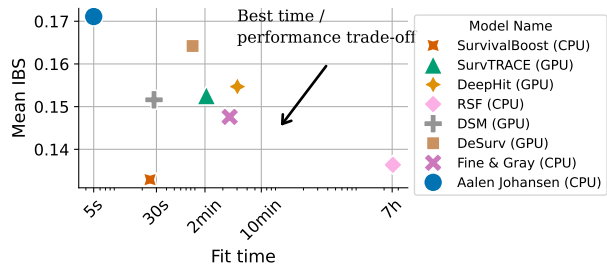 Best time /
performance trade-off
0.17
0.16
0.15
0.14
Mean IBS
5s
30s
2min
10min
7h
Fit time
Model Name
SurvivalBoost (CPU)
SurvTRACE (GPU)
DeepHit (GPU)
RSF (CPU)
DSM (GPU)
DeSurv (GPU)
Fine & Gray (CPU)
Aalen Johansen (CPU)